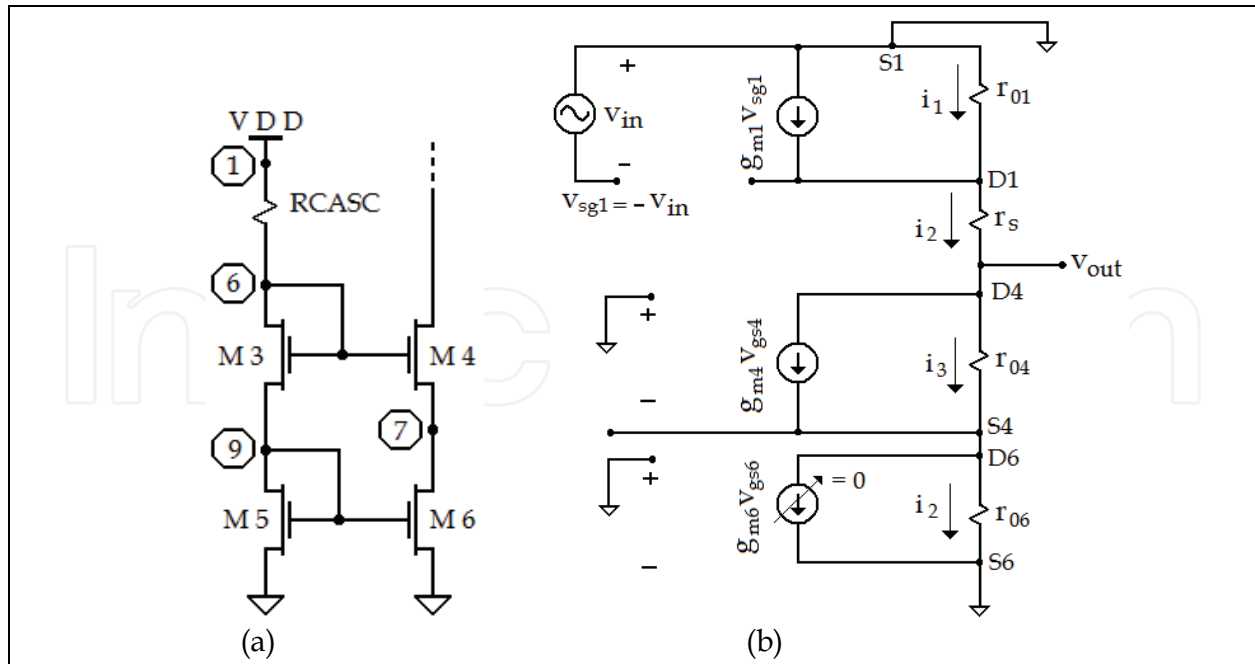 VDD
1
RCASC
6
M3
M4
9
7
M5
M6
(a)
+
v_in
−
v_sg1 = − v_in
g_m1 v_sg1
S1
i_1
r_01
D1
i_2
r_s
v_out
D4
+
−
g_m4 v_gs4
i_3
r_04
S4
D6
+
−
g_m6 v_gs6
= 0
i_2
r_06
S6
(b)